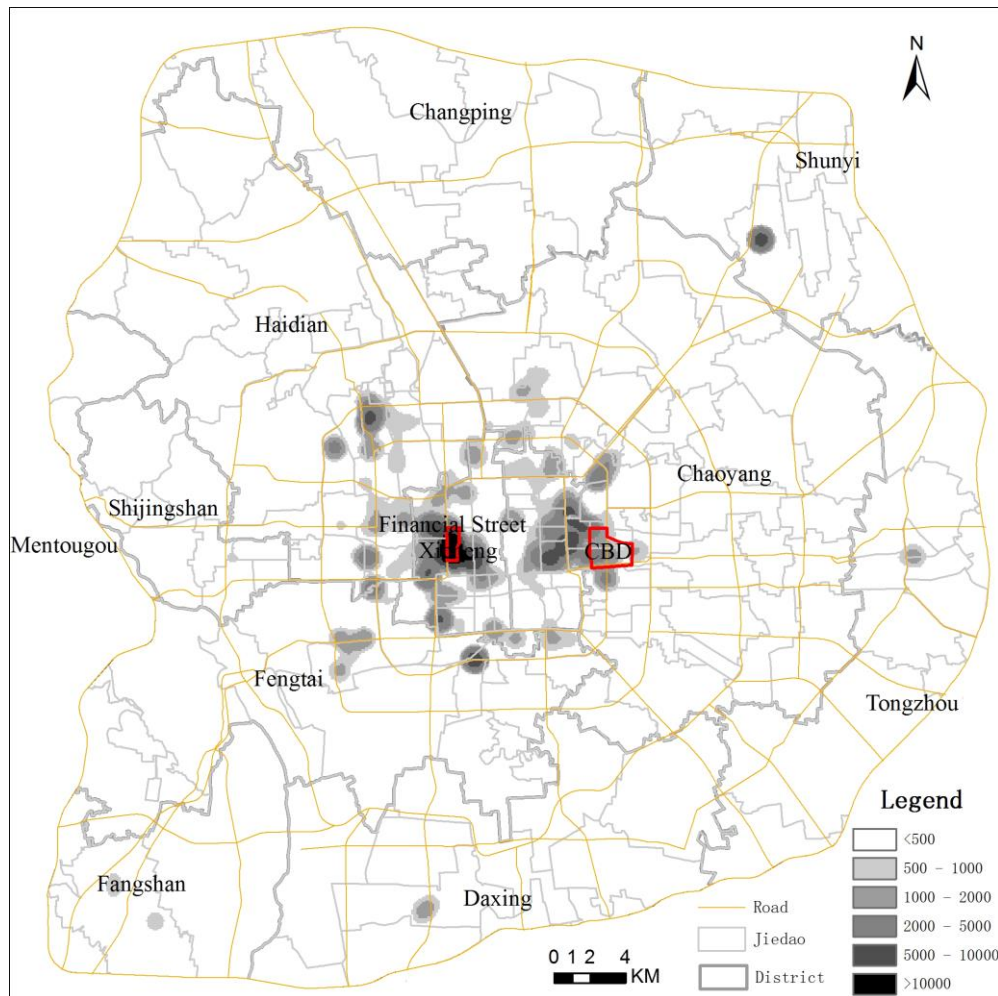 N
Changping
Shunyi
Haidian
Chaoyang
Shijingshan
Financial Street
Mentougou
Xicheng
CBD
Fengtai
Tongzhou
Legend
<500
500 - 1000
Fangshan
Daxing
1000 - 2000
Road
2000 - 5000
0 1 2 4
Jiedao
5000 - 10000
KM
District
>10000